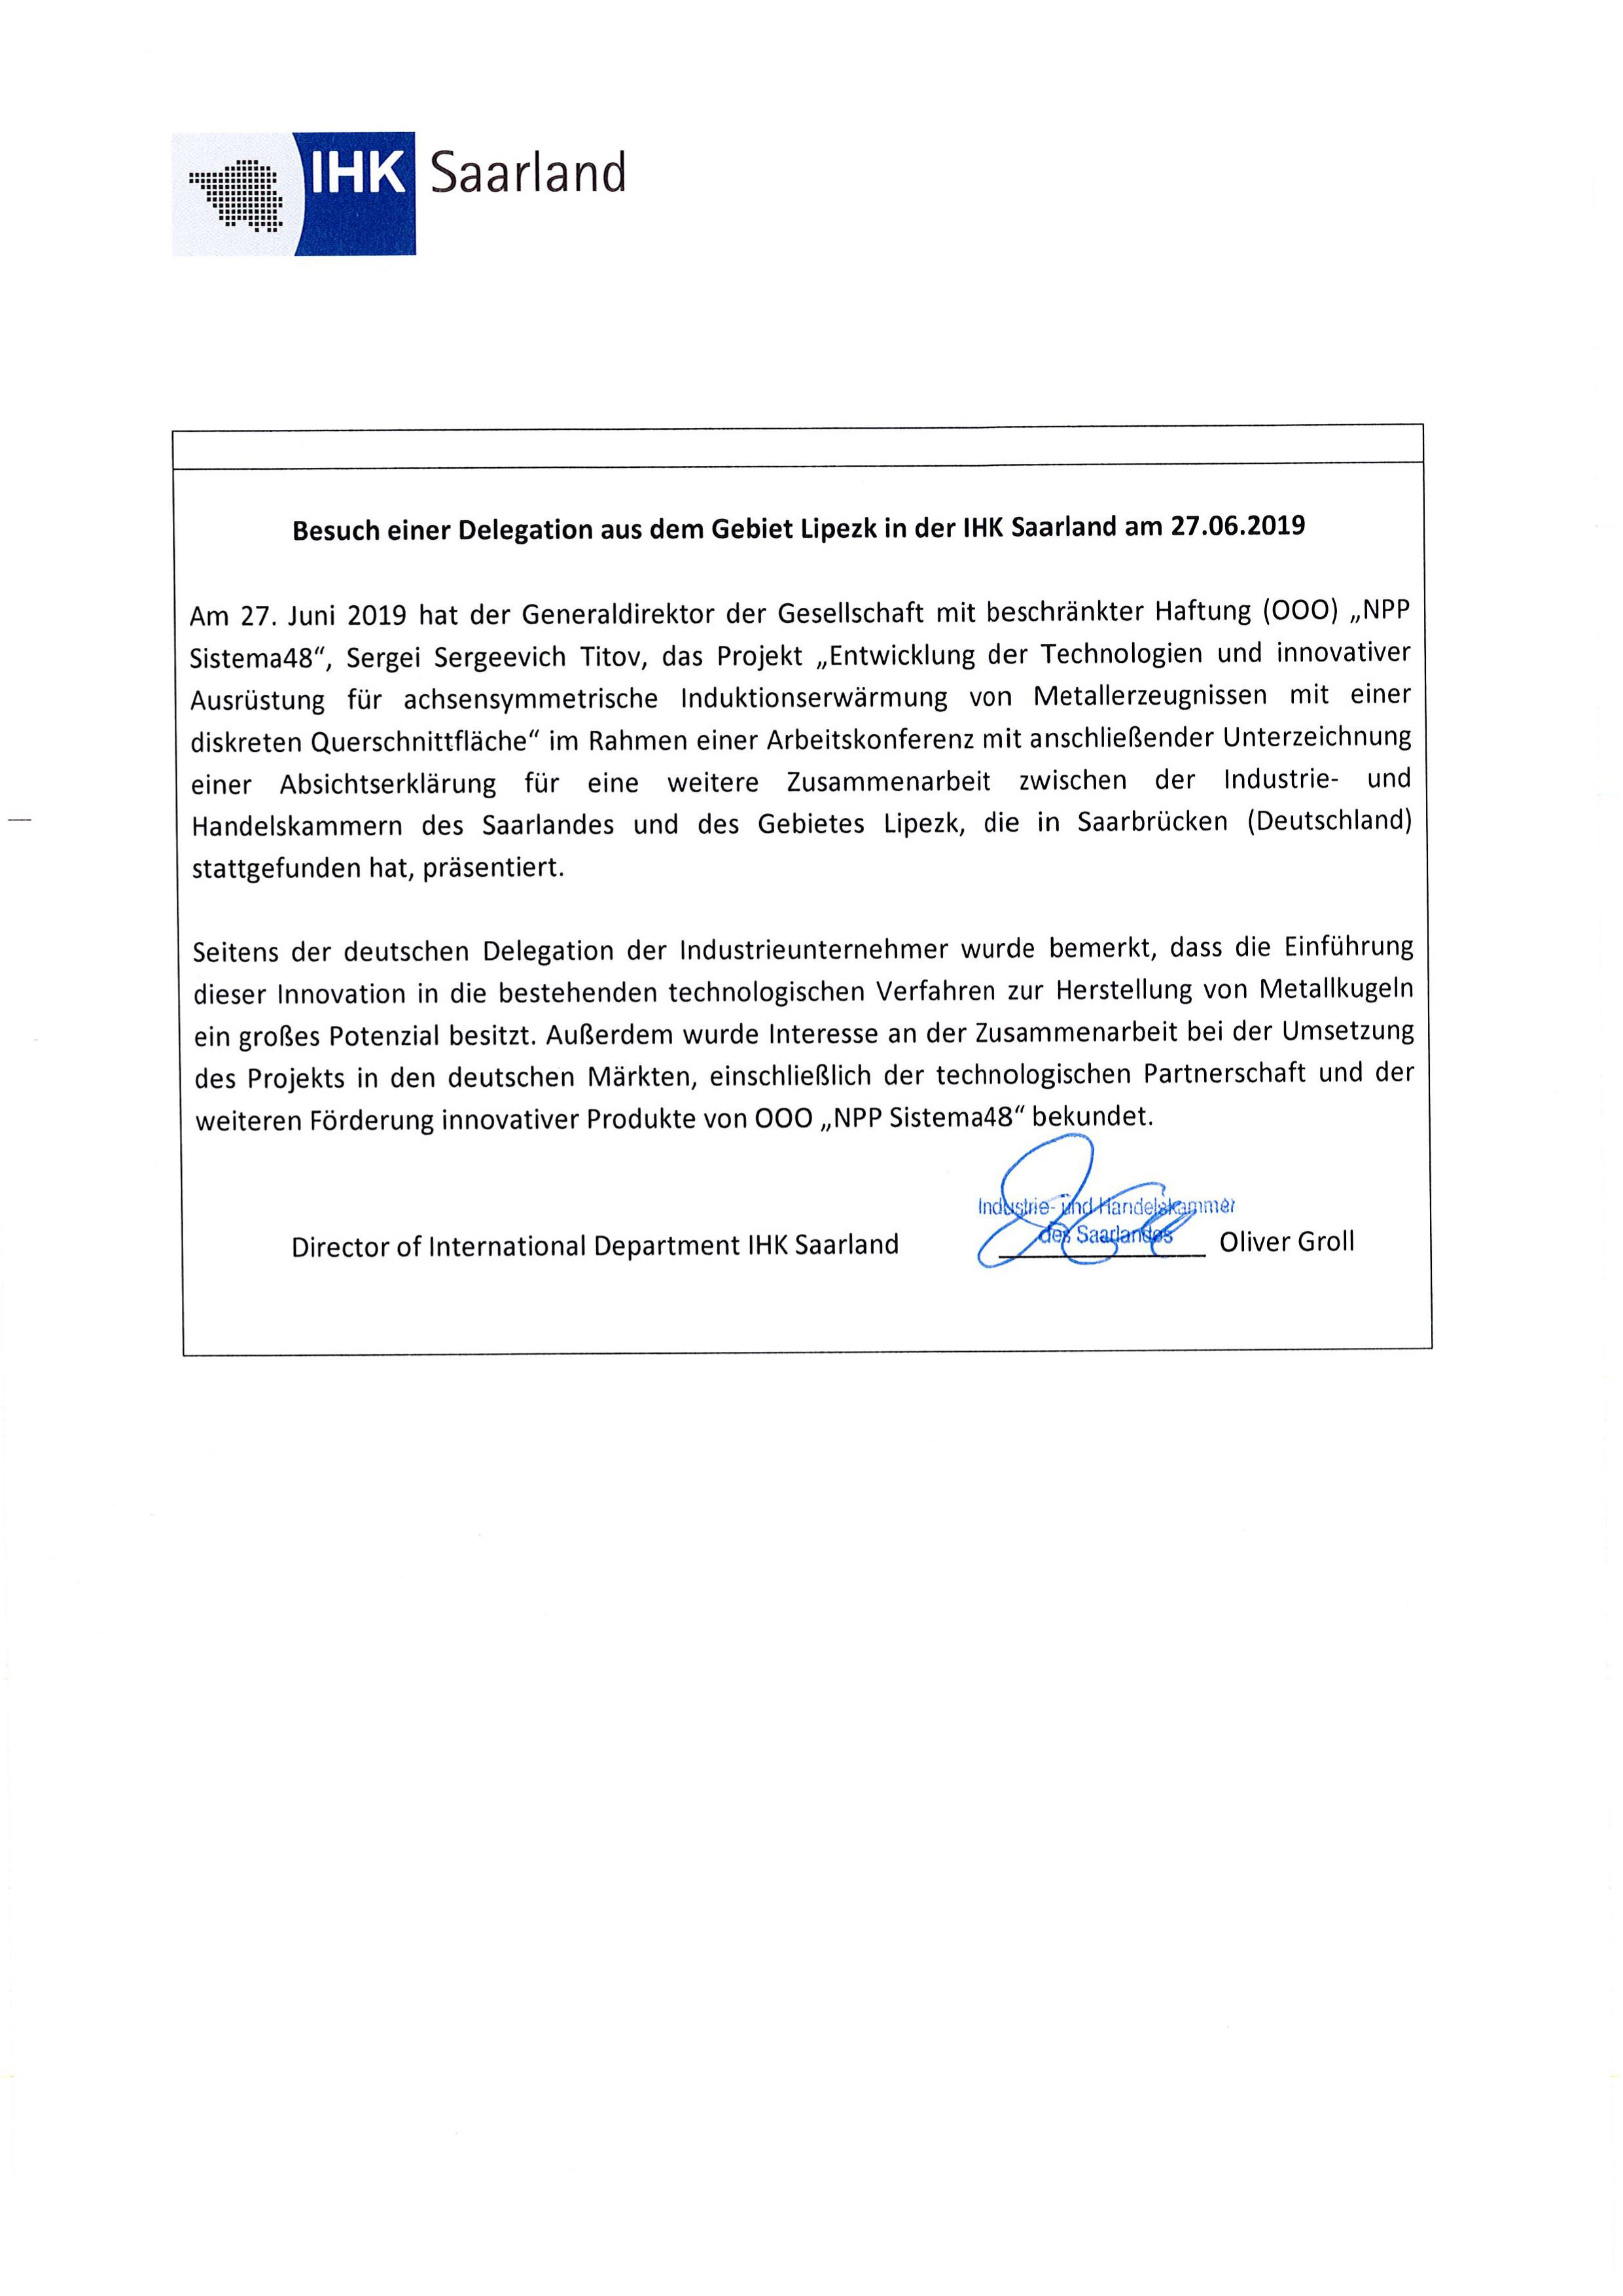 IHK Saarland
Besuch einer Delegation aus dem Gebiet Lipezk in der IHK Saarland am 27.06.2019
Am 27. Juni 2019 hat der Generaldirektor der Gesellschaft mit beschränkter Haftung (OOO) „NPP
Sistema48“, Sergei Sergeevich Titov, das Projekt „Entwicklung der Technologien und innovativer
Ausrüstung für achsensymmetrische Induktionserwärmung von Metallerzeugnissen mit einer
diskreten Querschnittfläche“ im Rahmen einer Arbeitskonferenz mit anschließender Unterzeichnung
einer Absichtserklärung für eine weitere Zusammenarbeit zwischen der Industrie- und
Handelskammern des Saarlandes und des Gebietes Lipezk, die in Saarbrücken (Deutschland)
stattgefunden hat, präsentiert.
Seitens der deutschen Delegation der Industrieunternehmer wurde bemerkt, dass die Einführung
dieser Innovation in die bestehenden technologischen Verfahren zur Herstellung von Metallkugeln
ein großes Potenzial besitzt. Außerdem wurde Interesse an der Zusammenarbeit bei der Umsetzung
des Projekts in den deutschen Märkten, einschließlich der technologischen Partnerschaft und der
weiteren Förderung innovativer Produkte von OOO „NPP Sistema48“ bekundet.
Industrie- und Handelskammer
des Saarlandes
Director of International Department IHK Saarland Oliver Groll